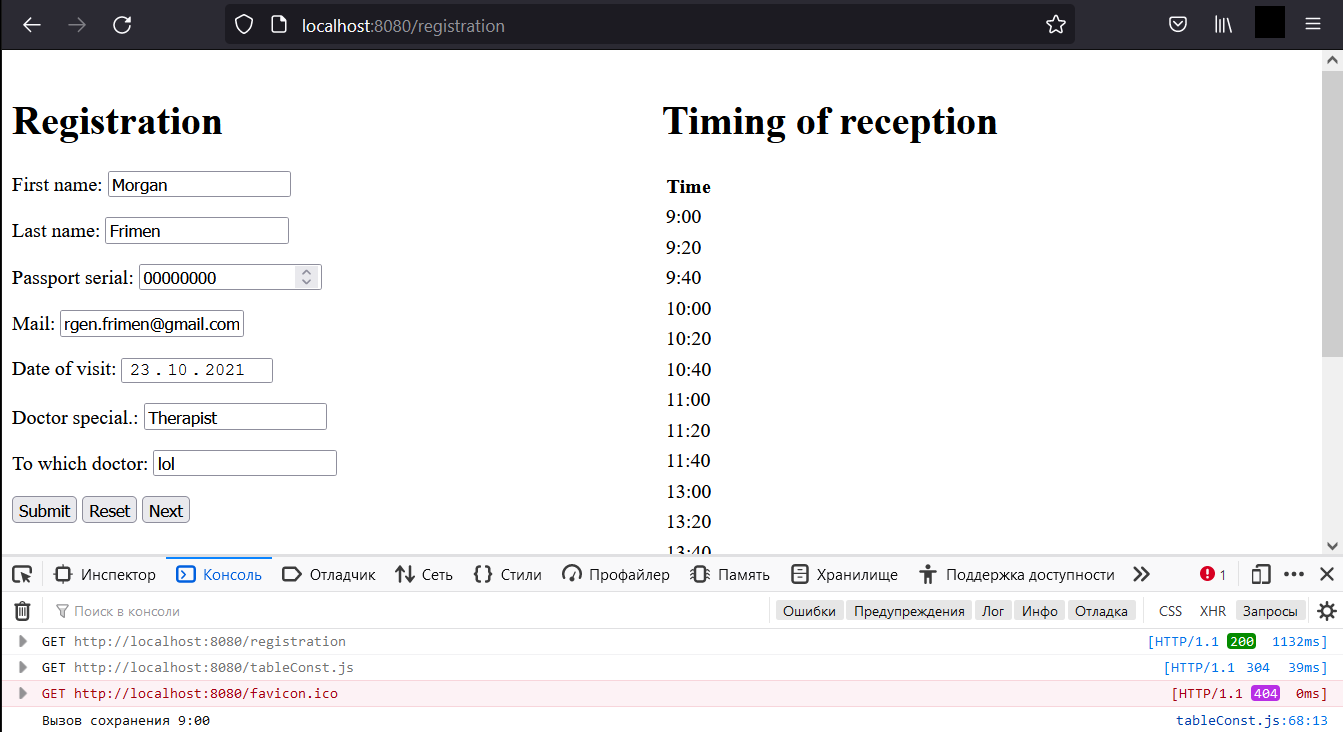 localhost:8080/registration
Registration
First name: Morgan
Last name: Frimen
Passport serial: 00000000
Mail: rgen.frimen@gmail.com
Date of visit: 23.10.2021
Doctor special.: Therapist
To which doctor: lol
Submit Reset Next
Timing of reception
Time
9:00
9:20
9:40
10:00
10:20
10:40
11:00
11:20
11:40
13:00
13:20
13:40
Инспектор Консоль Отладчик Сеть Стили Профайлер Память Хранилище Поддержка доступности 1
Поиск в консоли Ошибки Предупреждения Лог Инфо Отладка CSS XHR Запросы
GET http://localhost:8080/registration [HTTP/1.1 200 1132ms]
GET http://localhost:8080/tableConst.js [HTTP/1.1 304 39ms]
GET http://localhost:8080/favicon.ico [HTTP/1.1 404 0ms]
Вызов сохранения 9:00 tableConst.js:68:13